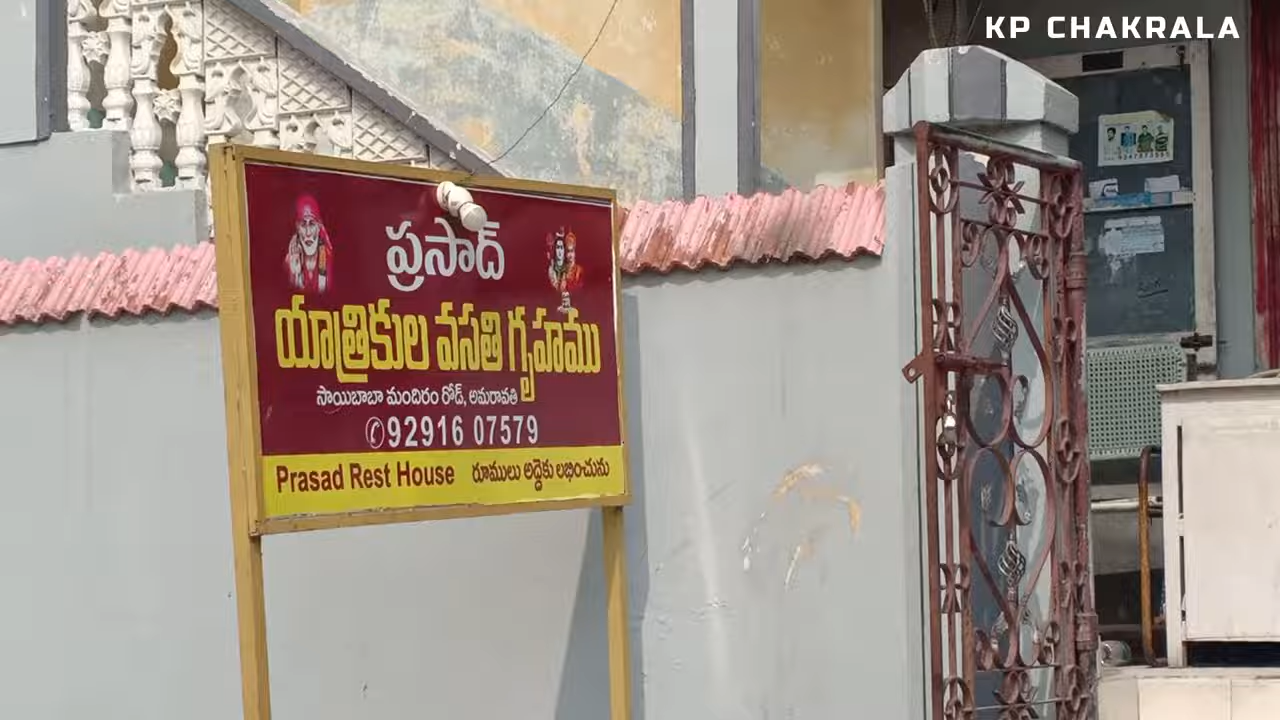 KP CHAKRALA
ప్రసాద్
యాత్రికుల వసతి గృహము
సాయిబాబా మందిరం రోడ్, అమరావతి
✆92916 07579
Prasad Rest House రూములు అద్దెకు లభించును